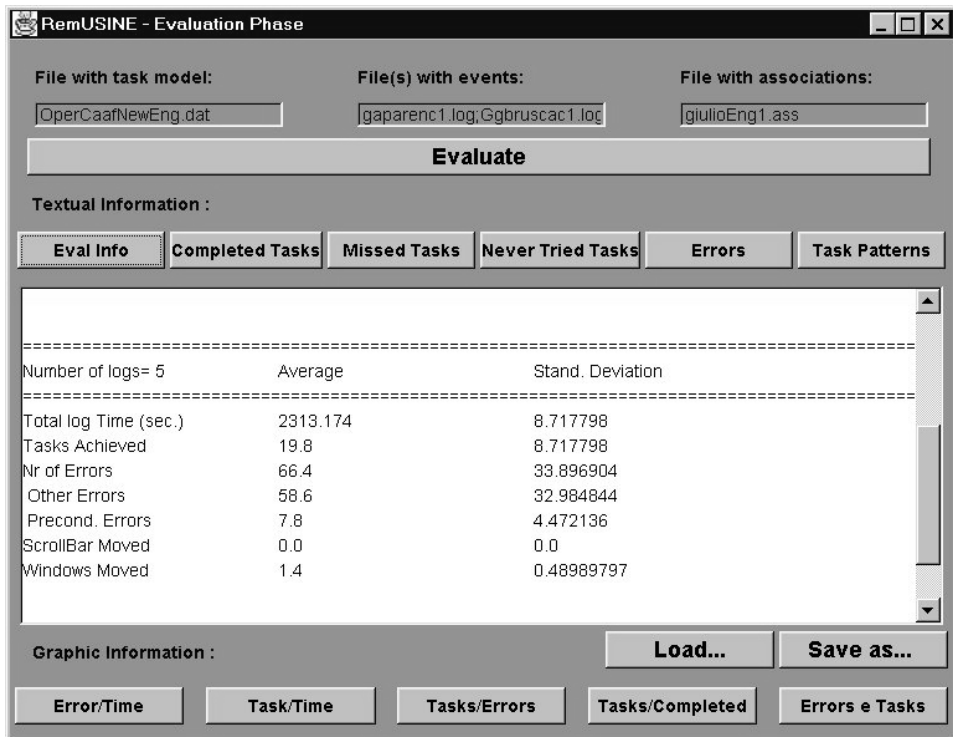 RemUSINE - Evaluation Phase
File with task model: File(s) with events: File with associations:
OperCaafNewEng.dat gaparenc1.log;Ggbruscac1.log giulioEng1.ass
Evaluate
Textual Information :
Eval Info Completed Tasks Missed Tasks Never Tried Tasks Errors Task Patterns
================================================================================
Number of logs= 5 Average Stand. Deviation
================================================================================
Total log Time (sec.) 2313.174 8.717798
Tasks Achieved 19.8 8.717798
Nr of Errors 66.4 33.896904
Other Errors 58.6 32.984844
Precond. Errors 7.8 4.472136
ScrollBar Moved 0.0 0.0
Windows Moved 1.4 0.48989797
Graphic Information : Load... Save as...
Error/Time Task/Time Tasks/Errors Tasks/Completed Errors e Tasks